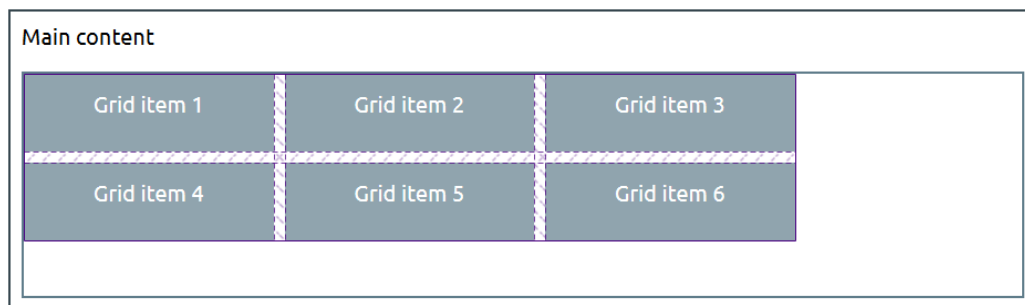 Main content
Grid item 1 Grid item 2 Grid item 3
Grid item 4 Grid item 5 Grid item 6